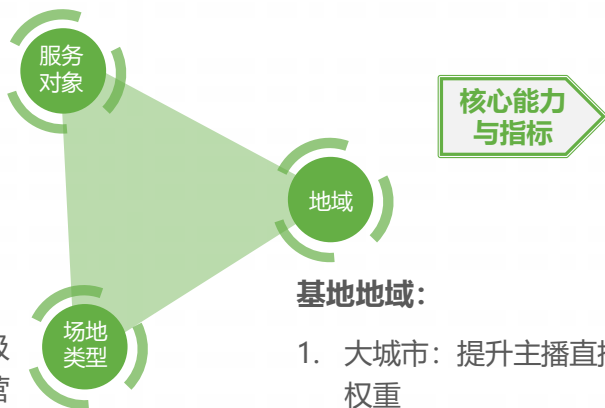 服务
对象
核心能力
与指标
地域
基地地域：
场地
类型
1. 大城市：提升主播直
权重
营